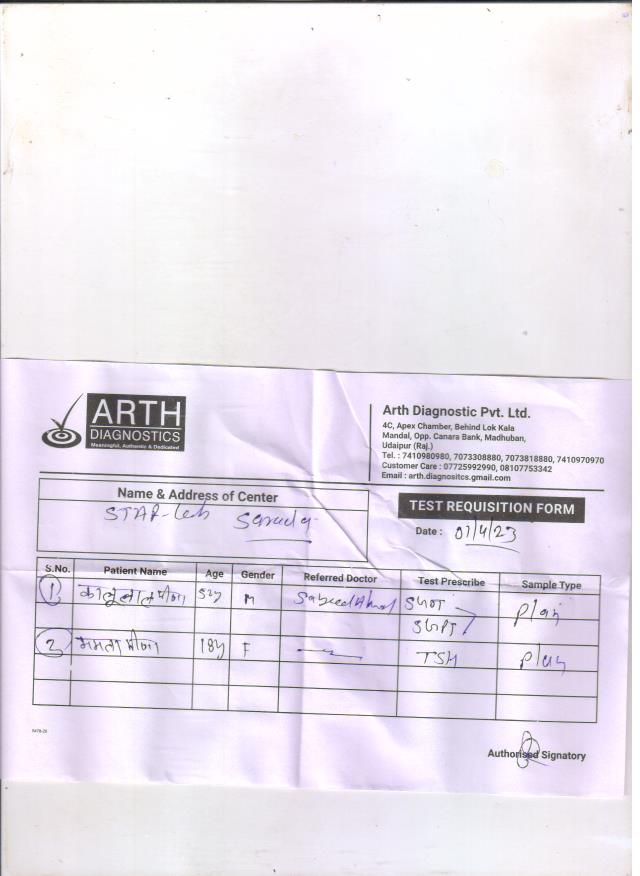 ARTH
DIAGNOSTICS
Meaningful, Authentic & Dedicated
Arth Diagnostic Pvt. Ltd.
4C, Apex Chamber, Behind Lok Kala
Mandal, Opp. Canara Bank, Madhuban,
Udaipur (Raj.)
Tel. : 7410980980, 7073308880, 7073818880, 7410970970
Customer Care : 07725992990, 08107753342
Email : arth.diagnositcs.gmail.com
Name & Address of Center
STAR-Lab
TEST REQUISITION FORM
Date : 07/4/23
S.No. Patient Name Age Gender Referred Doctor Test Prescribe Sample Type
1 कालुलाल मीणा M SGOT Plain
SGPT
2 ममता मीणा 18y F TSH Plain
Authorised Signatory